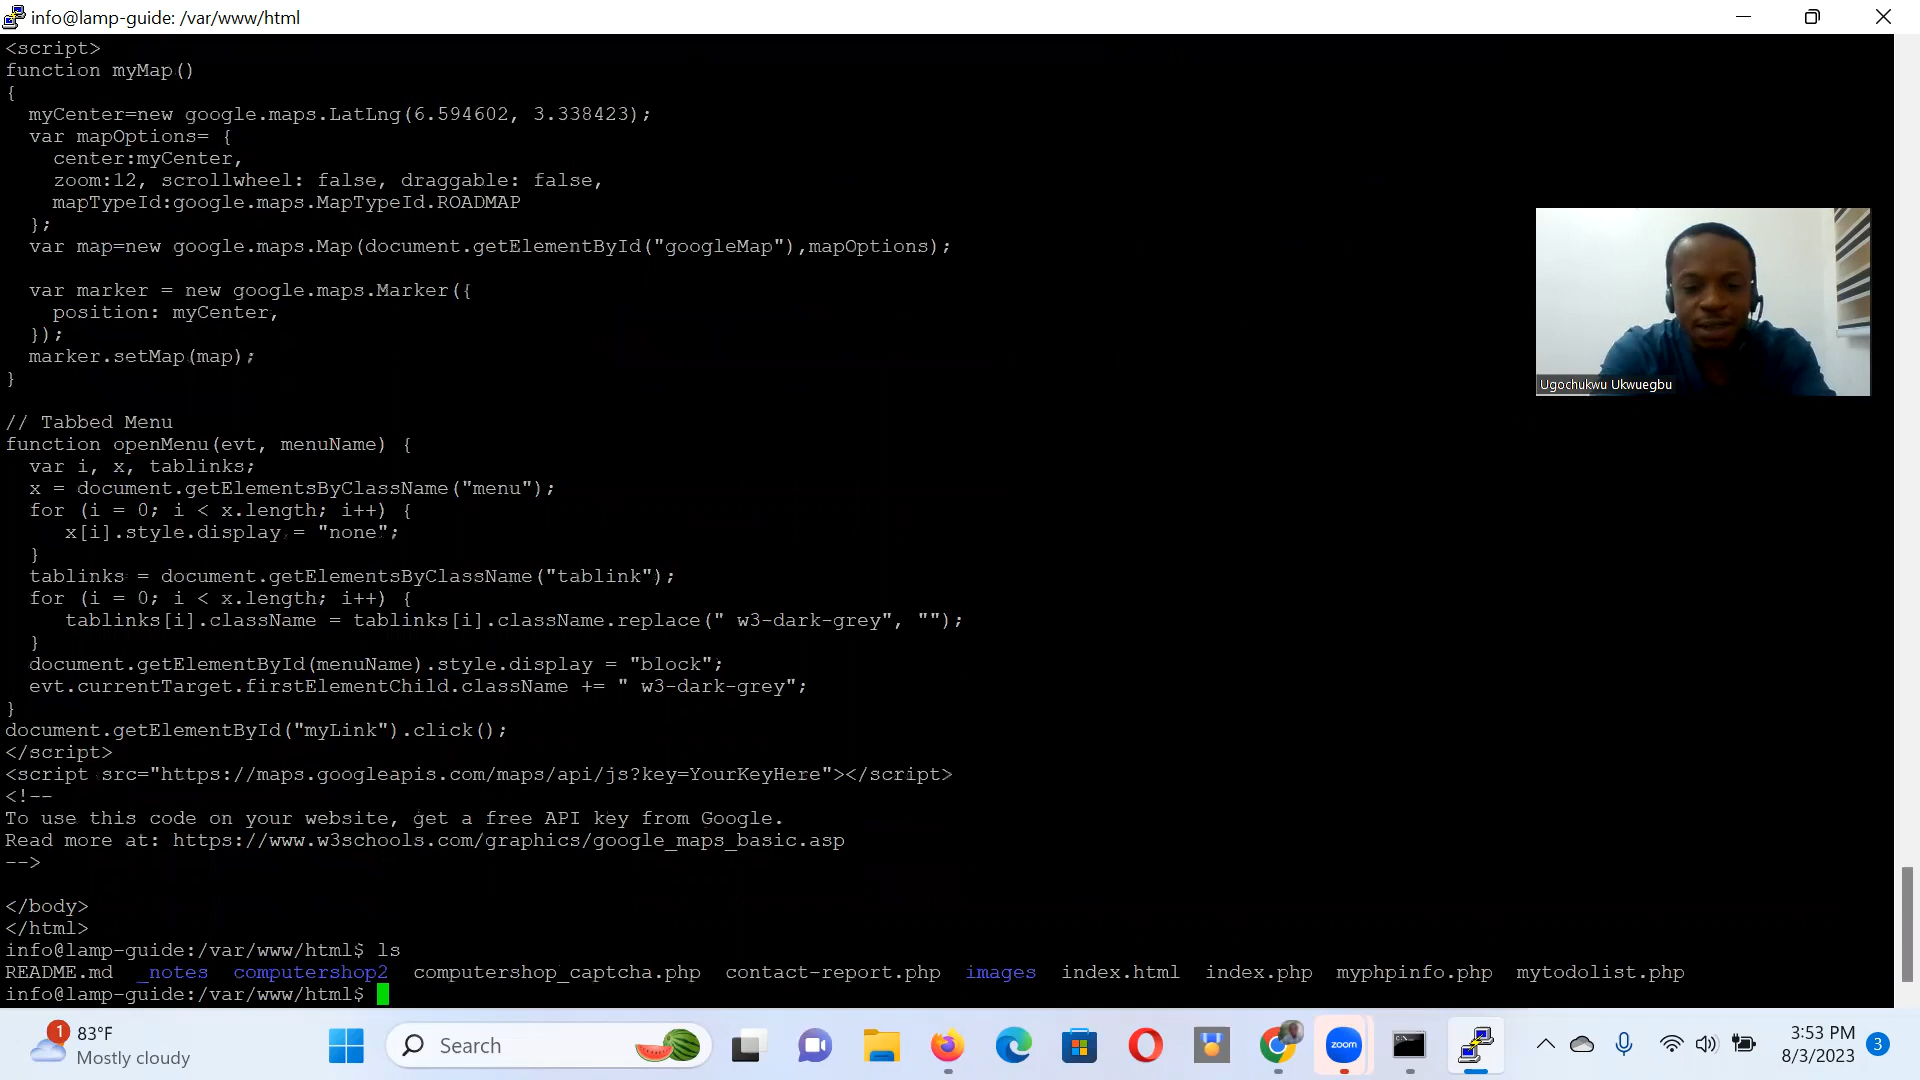 info@lamp-guide: /var/www/html
<script>
function myMap()
{
  myCenter=new google.maps.LatLng(6.594602, 3.338423);
  var mapOptions= {
    center:myCenter,
    zoom:12, scrollwheel: false, draggable: false,
    mapTypeId:google.maps.MapTypeId.ROADMAP
  };
  var map=new google.maps.Map(document.getElementById("googleMap"),mapOptions);
  var marker = new google.maps.Marker({
    position: myCenter,
  });
  marker.setMap(map);
}
Ugochukwu Ukwuegbu
// Tabbed Menu
function openMenu(evt, menuName) {
  var i, x, tablinks;
  x = document.getElementsByClassName("menu");
  for (i = 0; i < x.length; i++) {
     x[i].style.display = "none";
  }
  tablinks = document.getElementsByClassName("tablink");
  for (i = 0; i < x.length; i++) {
     tablinks[i].className = tablinks[i].className.replace(" w3-dark-grey", "");
  }
  document.getElementById(menuName).style.display = "block";
  evt.currentTarget.firstElementChild.className += " w3-dark-grey";
}
document.getElementById("myLink").click();
</script>
<script src="https://maps.googleapis.com/maps/api/js?key=YourKeyHere"></script>
<!--
To use this code on your website, get a free API key from Google.
Read more at: https://www.w3schools.com/graphics/google_maps_basic.asp
-->
</body>
</html>
info@lamp-guide:/var/www/html$ ls
README.md  _notes  computershop2  computershop_captcha.php  contact-report.php  images  index.html  index.php  myphpinfo.php  mytodolist.php
info@lamp-guide:/var/www/html$
1
83°F
Mostly cloudy
Search
zoom
3:53 PM
8/3/2023
3